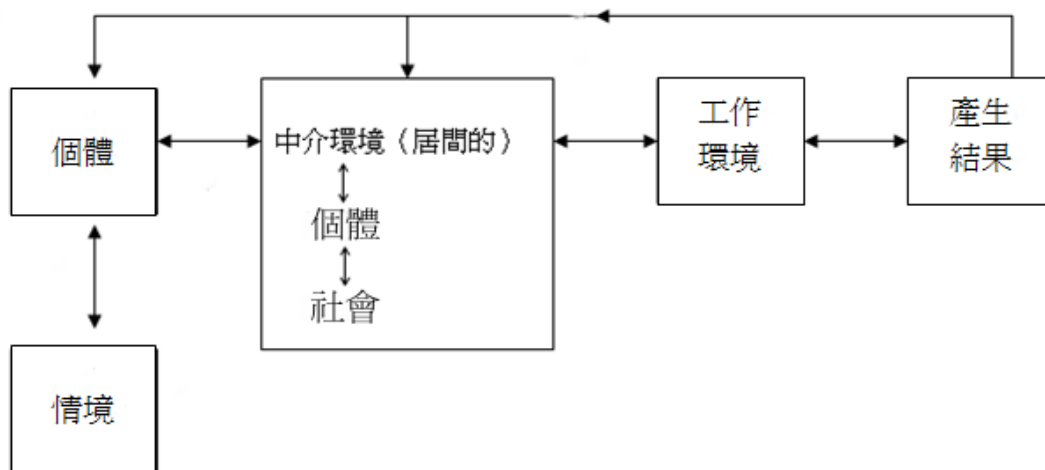 個體
中介環境（居間的）
個體
社會
工作
環境
產生
結果
情境